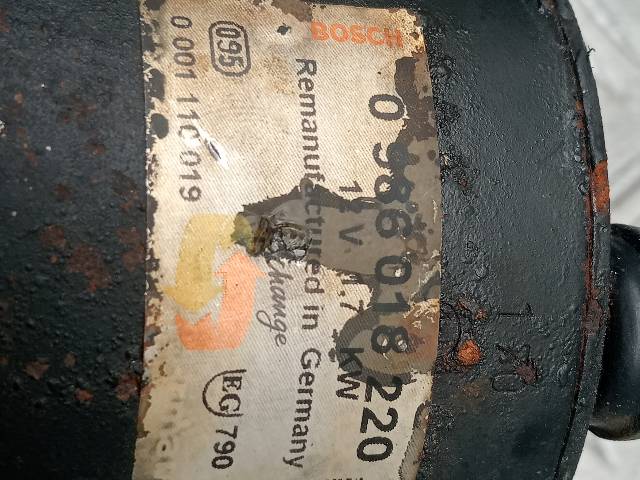 BOSCH
0 986 018 220
12 V 1.7 kW
Remanufactured in Germany
eXchange
095
0 001 110 019
EG 790